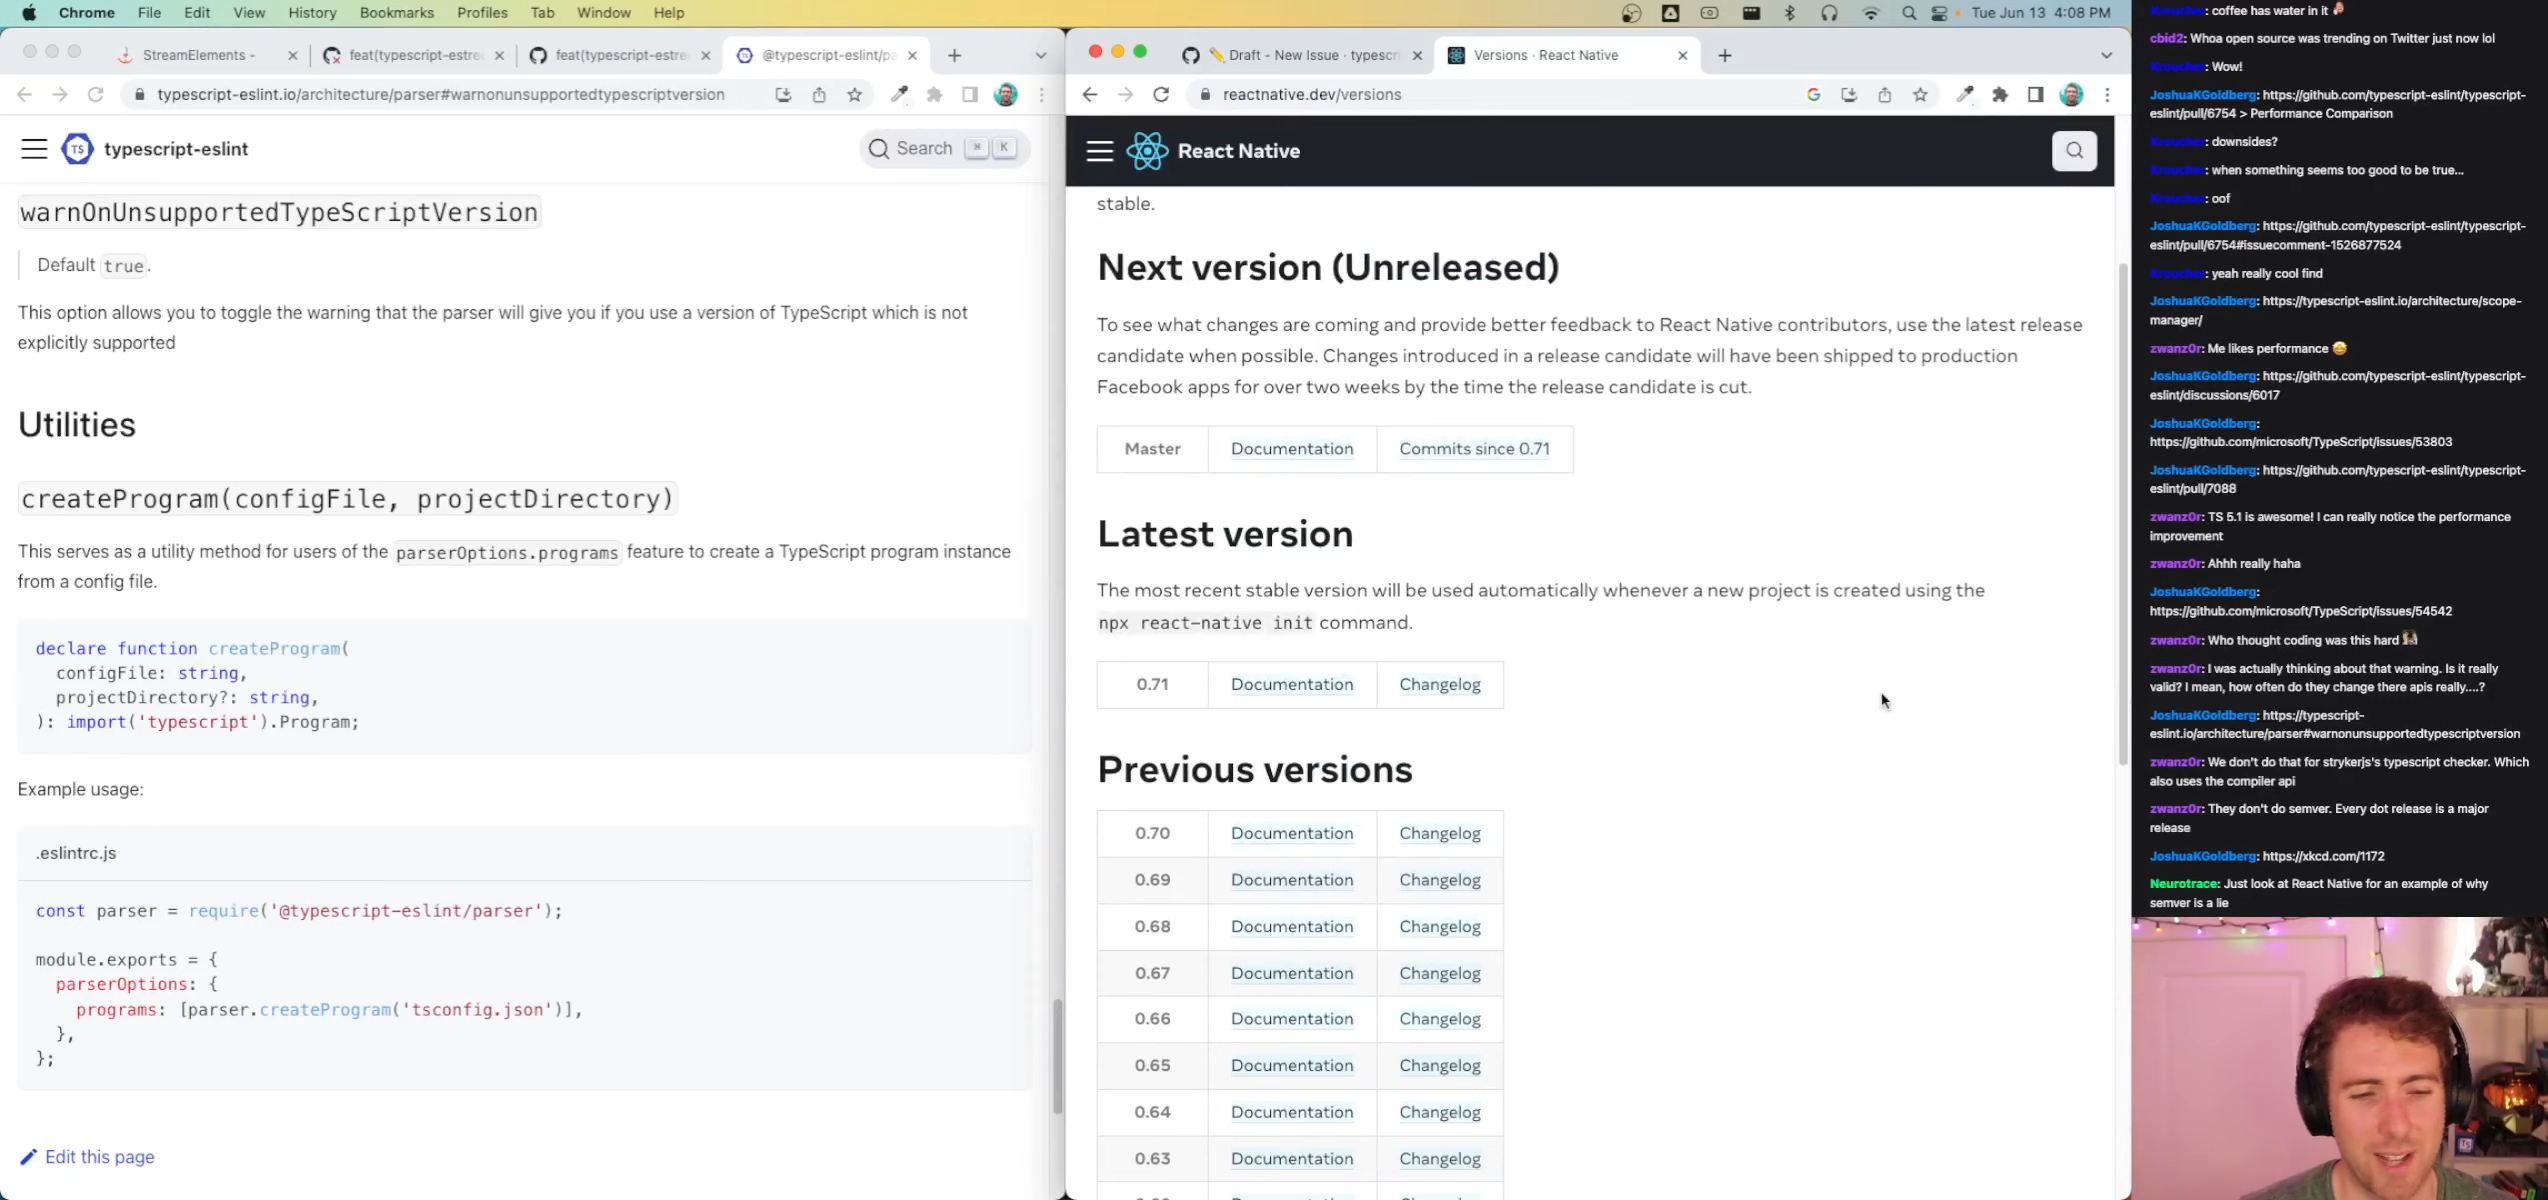 Chrome File Edit View History Bookmarks Profiles Tab Window Help
Tue Jun 13 4:08 PM
StreamElements -
feat(typescript-estre
feat(typescript-estre
@typescript-eslint/pa
typescript-eslint.io/architecture/parser#warnonunsupportedtypescriptversion
typescript-eslint
Search ⌘ K
warnOnUnsupportedTypeScriptVersion
Default true.
This option allows you to toggle the warning that the parser will give you if you use a version of TypeScript which is not
explicitly supported
Utilities
createProgram(configFile, projectDirectory)
This serves as a utility method for users of the parserOptions.programs feature to create a TypeScript program instance
from a config file.
declare function createProgram(
configFile: string,
projectDirectory?: string,
): import('typescript').Program;
Example usage:
.eslintrc.js
const parser = require('@typescript-eslint/parser');
module.exports = {
parserOptions: {
programs: [parser.createProgram('tsconfig.json')],
},
};
Edit this page
✏️ Draft - New Issue · typescri
Versions · React Native
reactnative.dev/versions
React Native
stable.
Next version (Unreleased)
To see what changes are coming and provide better feedback to React Native contributors, use the latest release
candidate when possible. Changes introduced in a release candidate will have been shipped to production
Facebook apps for over two weeks by the time the release candidate is cut.
Master Documentation Commits since 0.71
Latest version
The most recent stable version will be used automatically whenever a new project is created using the
npx react-native init command.
0.71 Documentation Changelog
Previous versions
0.70 Documentation Changelog
0.69 Documentation Changelog
0.68 Documentation Changelog
0.67 Documentation Changelog
0.66 Documentation Changelog
0.65 Documentation Changelog
0.64 Documentation Changelog
0.63 Documentation Changelog
Kroucher: coffee has water in it
cbid2: Whoa open source was trending on Twitter just now lol
Kroucher: Wow!
JoshuaKGoldberg: https://github.com/typescript-eslint/typescript-
eslint/pull/6754 > Performance Comparison
Kroucher: downsides?
Kroucher: when something seems too good to be true...
Kroucher: oof
JoshuaKGoldberg: https://github.com/typescript-eslint/typescript-
eslint/pull/6754#issuecomment-1526877524
Kroucher: yeah really cool find
JoshuaKGoldberg: https://typescript-eslint.io/architecture/scope-
manager/
zwanz0r: Me likes performance 🤩
JoshuaKGoldberg: https://github.com/typescript-eslint/typescript-
eslint/discussions/6017
JoshuaKGoldberg:
https://github.com/microsoft/TypeScript/issues/53803
JoshuaKGoldberg: https://github.com/typescript-eslint/typescript-
eslint/pull/7088
zwanz0r: TS 5.1 is awesome! I can really notice the performance
improvement
zwanz0r: Ahhh really haha
JoshuaKGoldberg:
https://github.com/microsoft/TypeScript/issues/54542
zwanz0r: Who thought coding was this hard
zwanz0r: I was actually thinking about that warning. Is it really
valid? I mean, how often do they change there apis really....?
JoshuaKGoldberg: https://typescript-
eslint.io/architecture/parser#warnonunsupportedtypescriptversion
zwanz0r: We don't do that for strykerjs's typescript checker. Which
also uses the compiler api
zwanz0r: They don't do semver. Every dot release is a major
release
JoshuaKGoldberg: https://xkcd.com/1172
Neurotrace: Just look at React Native for an example of why
semver is a lie